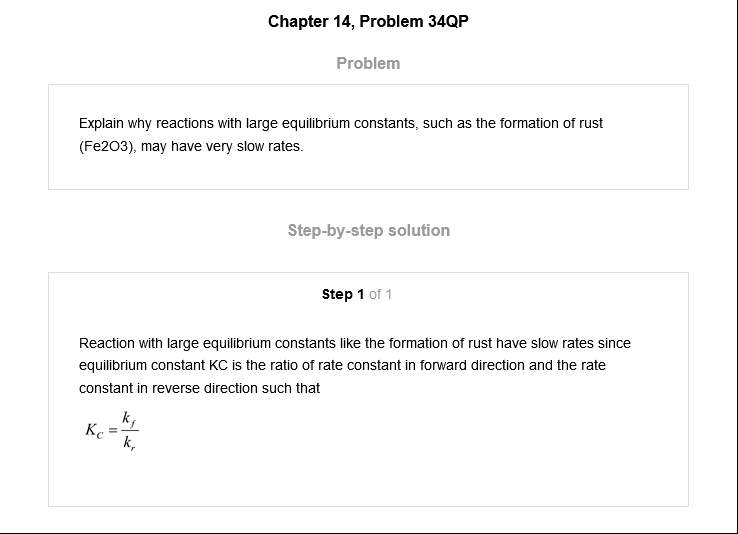 Chapter 14, Problem 34QP
Problem
Explain why reactions with large equilibrium constants, such as the formation of rust
(Fe2O3), may have very slow rates.
Step-by-step solution
Step 1 of 1
Reaction with large equilibrium constants like the formation of rust have slow rates since
equilibrium constant KC is the ratio of rate constant in forward direction and the rate
constant in reverse direction such that
K_C = k_f / k_r